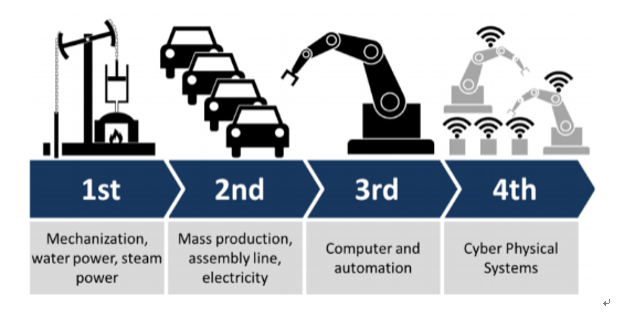 1st
2nd
3rd
4th
Mechanization,
water power, steam
power
Mass production,
assembly line,
electricity
Computer and
automation
Cyber Physical
Systems